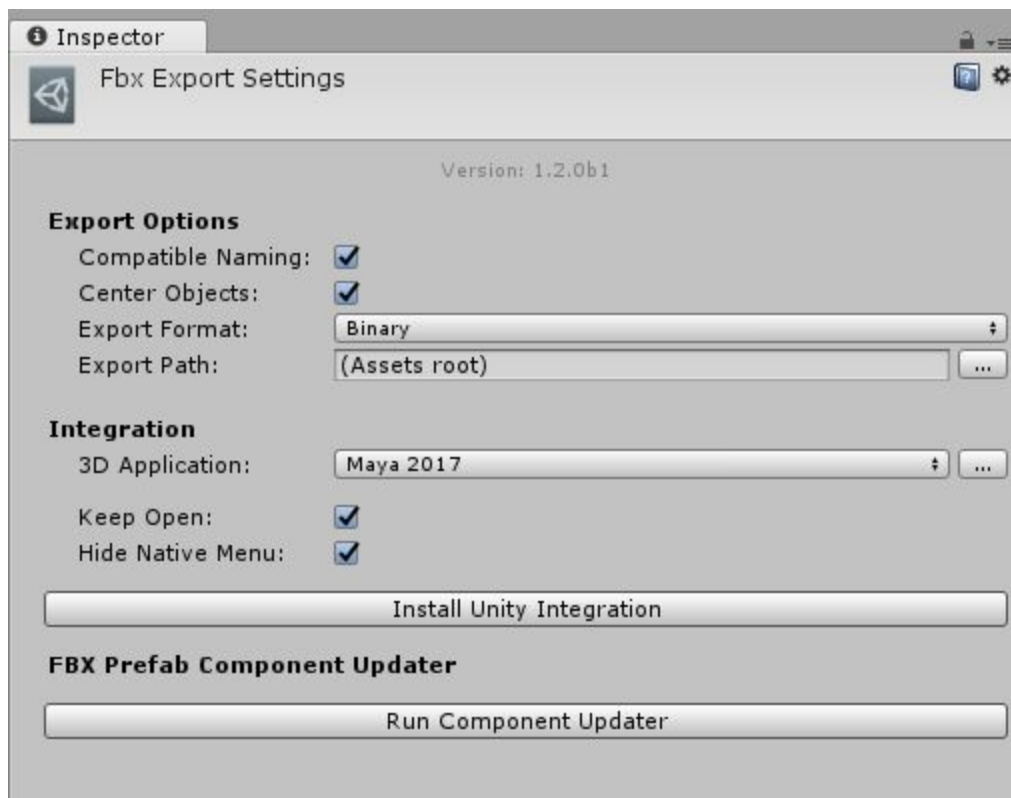 Inspector
Fbx Export Settings
Version: 1.2.0b1
Export Options
Compatible Naming:
Center Objects:
Export Format: Binary
Export Path: (Assets root) ...
Integration
3D Application: Maya 2017 ...
Keep Open:
Hide Native Menu:
Install Unity Integration
FBX Prefab Component Updater
Run Component Updater